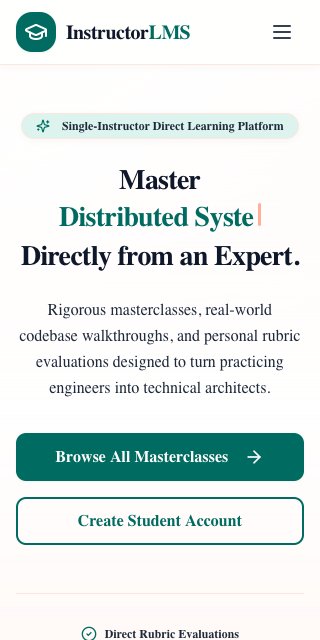 InstructorLMS
Single-Instructor Direct Learning Platform
Master
Distributed Syste
Directly from an Expert.
Rigorous masterclasses, real-world
codebase walkthroughs, and personal rubric
evaluations designed to turn practicing
engineers into technical architects.
Browse All Masterclasses
Create Student Account
Direct Rubric Evaluations